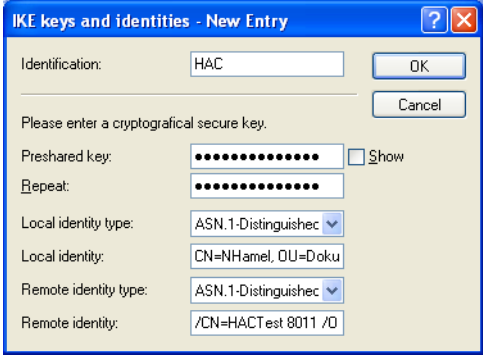 IKE keys and identities - New Entry
Identification: HAC OK
Cancel
Please enter a cryptografical secure key.
Preshared key: ●●●●●●●●●●●●●● Show
Repeat: ●●●●●●●●●●●●●●
Local identity type: ASN.1-Distinguishec
Local identity: CN=NHamel, OU=Doku
Remote identity type: ASN.1-Distinguishec
Remote identity: /CN=HACTest 8011 /O